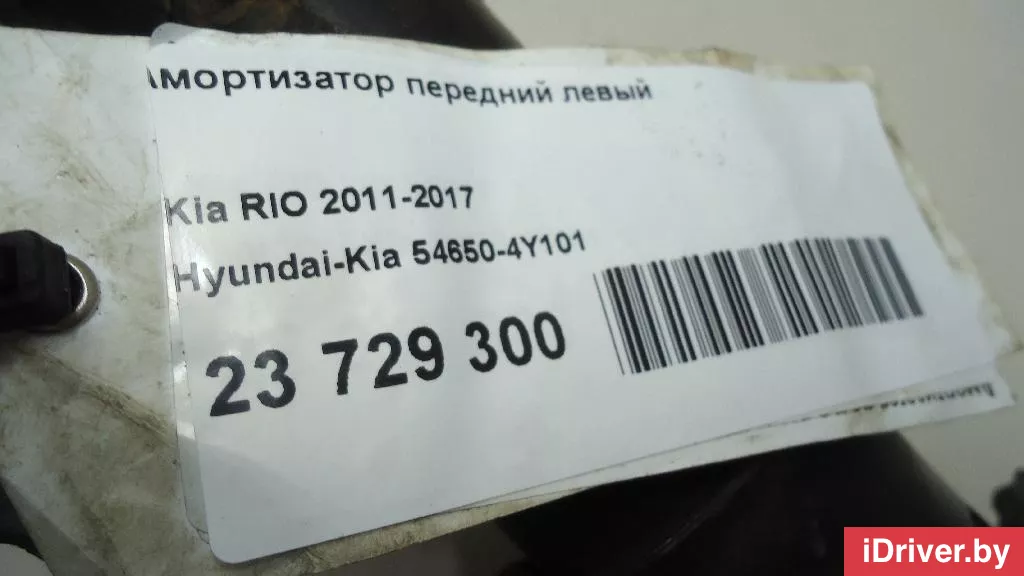 Амортизатор передний левый
Kia RIO 2011-2017
Hyundai-Kia 54650-4Y101
23 729 300
iDriver.by